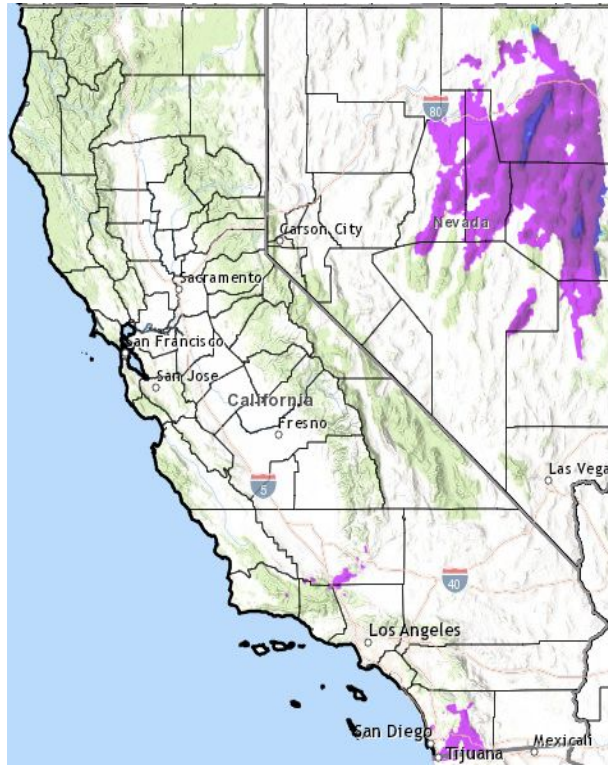 80
Nevada
Carson City
Sacramento
San Francisco
San Jose
California
Fresno
5
Las Vega
40
Los Angeles
San Diego
Tijuana
Mexicali